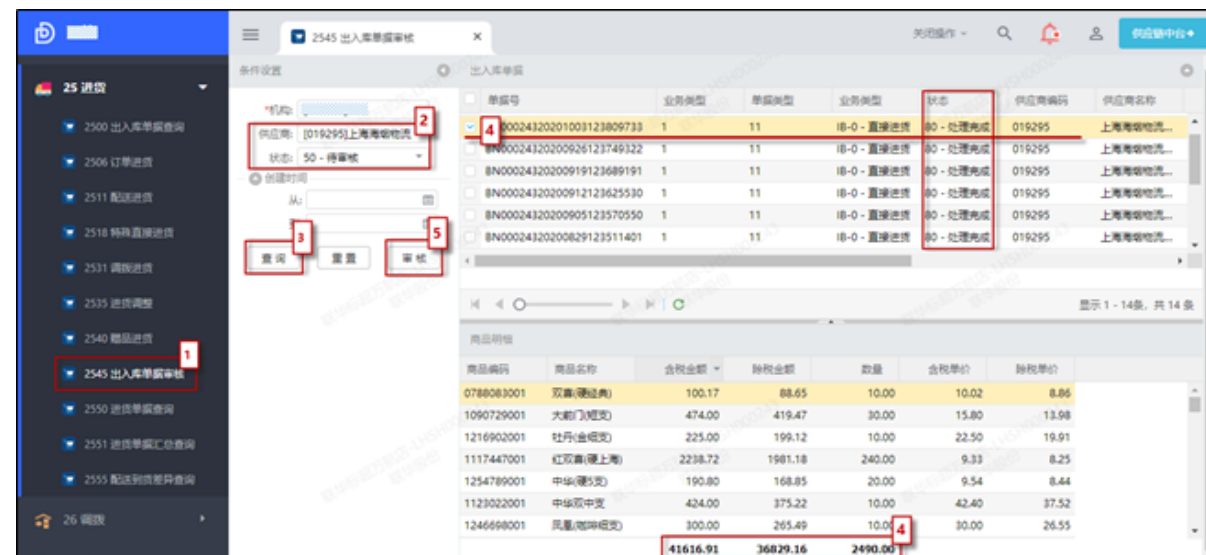 2545 出入库单据审核
关闭操作
供应链中台
25 进货
2500 出入库单据查询
2506 订单进货
2511 配送进货
2518 特殊直接进货
2531 调拨进货
2535 进货调整
2540 赠品进货
1
2545 出入库单据审核
2550 进货单据查询
2551 进货单据汇总查询
2555 配送到货差异查询
26 调拨
条件设置
*机构:
2
供应商: [019295]上海海烟物流
状态: 50 - 待审核
创建时间
从:
3
5
查 询 重 置 审 核
出入库单据
单据号 业务类型 单据类型 业务类型 状态 供应商编码 供应商名称
4 0000243202010031238097​33 1 11 IB-0 - 直接进货 80 - 处理完成 019295 上海海烟物流...
BN00024320200926123749322 1 11 IB-0 - 直接进货 80 - 处理完成 019295 上海海烟物流...
BN00024320200919123689191 1 11 IB-0 - 直接进货 80 - 处理完成 019295 上海海烟物流...
BN00024320200912123625530 1 11 IB-0 - 直接进货 80 - 处理完成 019295 上海海烟物流...
BN00024320200905123570550 1 11 IB-0 - 直接进货 80 - 处理完成 019295 上海海烟物流...
BN00024320200829123511401 1 11 IB-0 - 直接进货 80 - 处理完成 019295 上海海烟物流...
显示 1 - 14条, 共 14 条
商品明细
商品编码 商品名称 含税金额 除税金额 数量 含税单价 除税单价
0788083001 双喜(硬经典) 100.17 88.65 10.00 10.02 8.86
1090729001 大前门(短支) 474.00 419.47 30.00 15.80 13.98
1216902001 牡丹(金细支) 225.00 199.12 10.00 22.50 19.91
1117447001 红双喜(硬上海) 2238.72 1981.18 240.00 9.33 8.25
1254789001 中华(硬5支) 190.80 168.85 20.00 9.54 8.44
1123022001 中华双中支 424.00 375.22 10.00 42.40 37.52
1246698001 凤凰(咖啡细支) 300.00 265.49 10.00 30.00 26.55
4
41616.91 36829.16 2490.00